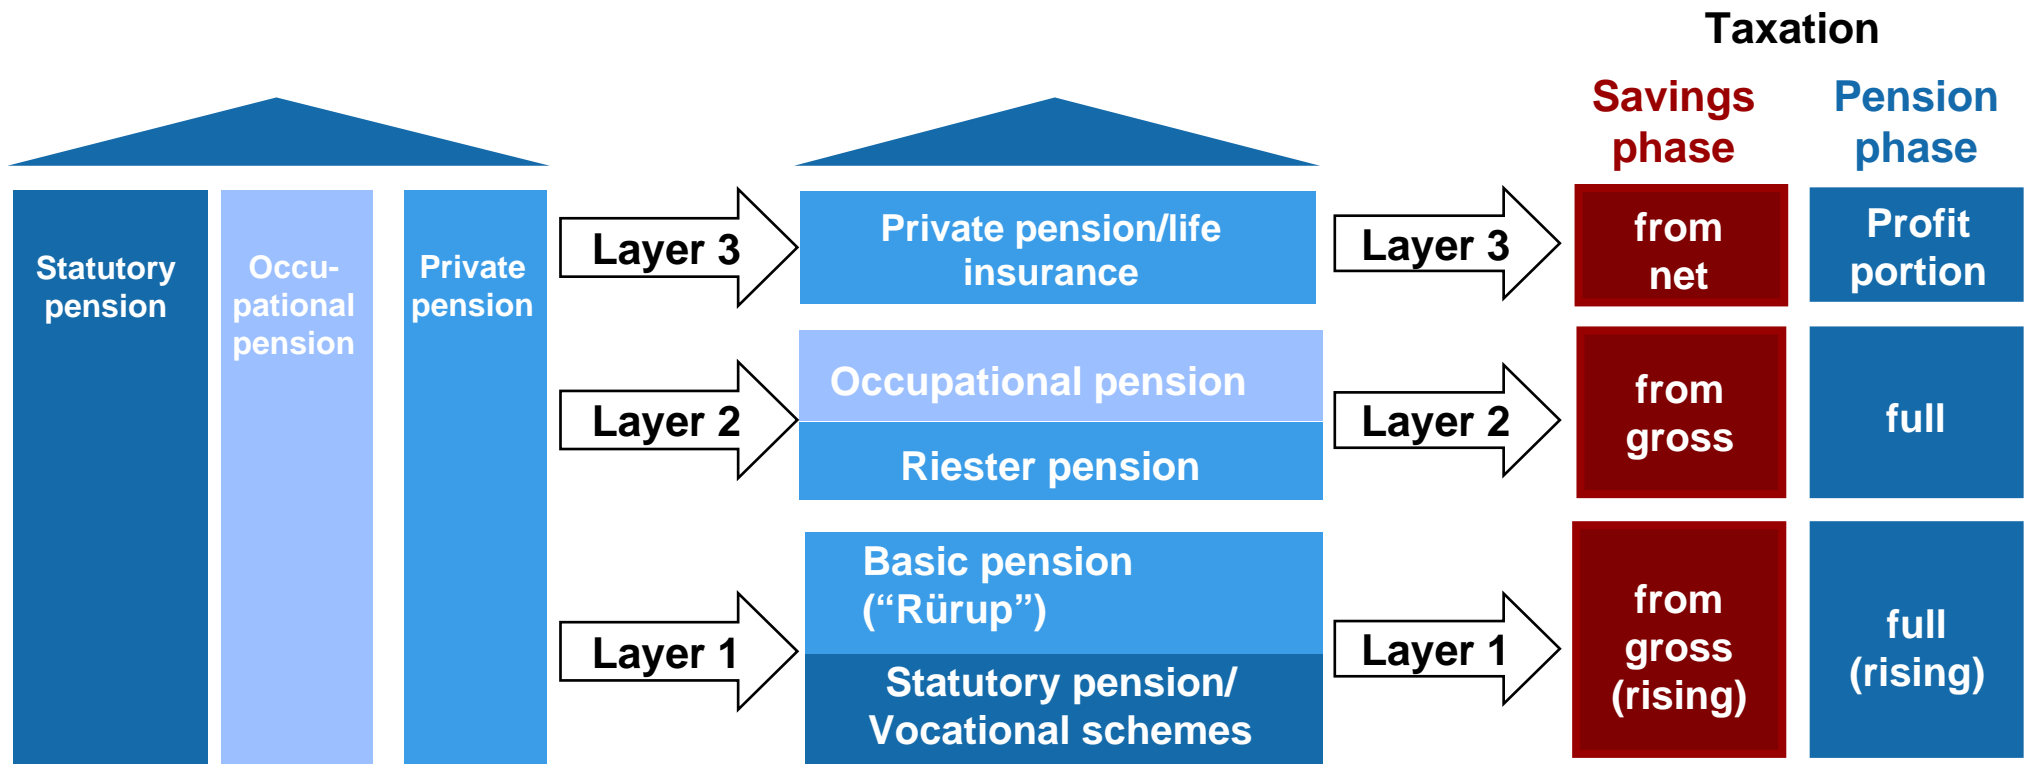 Taxation
Savings
phase
Pension
phase
Statutory
pension
Occu-
pational
pension
Private
pension
Layer 3
Private pension/life
insurance
Layer 3
from
net
Profit
portion
Layer 2
Occupational pension
Riester pension
Layer 2
from
gross
full
Layer 1
Basic pension
(“Rürup”)
Statutory pension/
Vocational schemes
Layer 1
from
gross
(rising)
full
(rising)